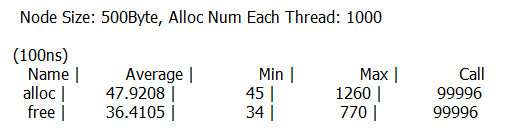 Node Size: 500Byte, Alloc Num Each Thread: 1000
(100ns)
Name | Average | Min | Max | Call
alloc | 47.9208 | 45 | 1260 | 99996
free | 36.4105 | 34 | 770 | 99996